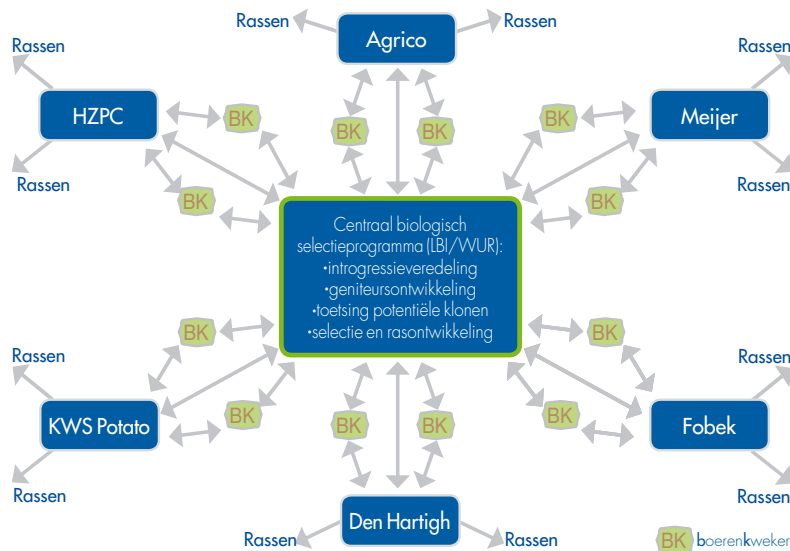 Rassen Rassen
Agrico
Rassen Rassen
HZPC BK BK BK BK Meijer
Rassen BK BK Rassen
Centraal biologisch
selectieprogramma (LBI/WUR):
•introgressieveredeling
•geniteursontwikkeling
•toetsing potentiële klonen
•selectie en rasontwikkeling
BK BK
Rassen Rassen
KWS Potato BK BK BK BK Fobek
Rassen Rassen
Den Hartigh
Rassen Rassen
BK boerenkweker